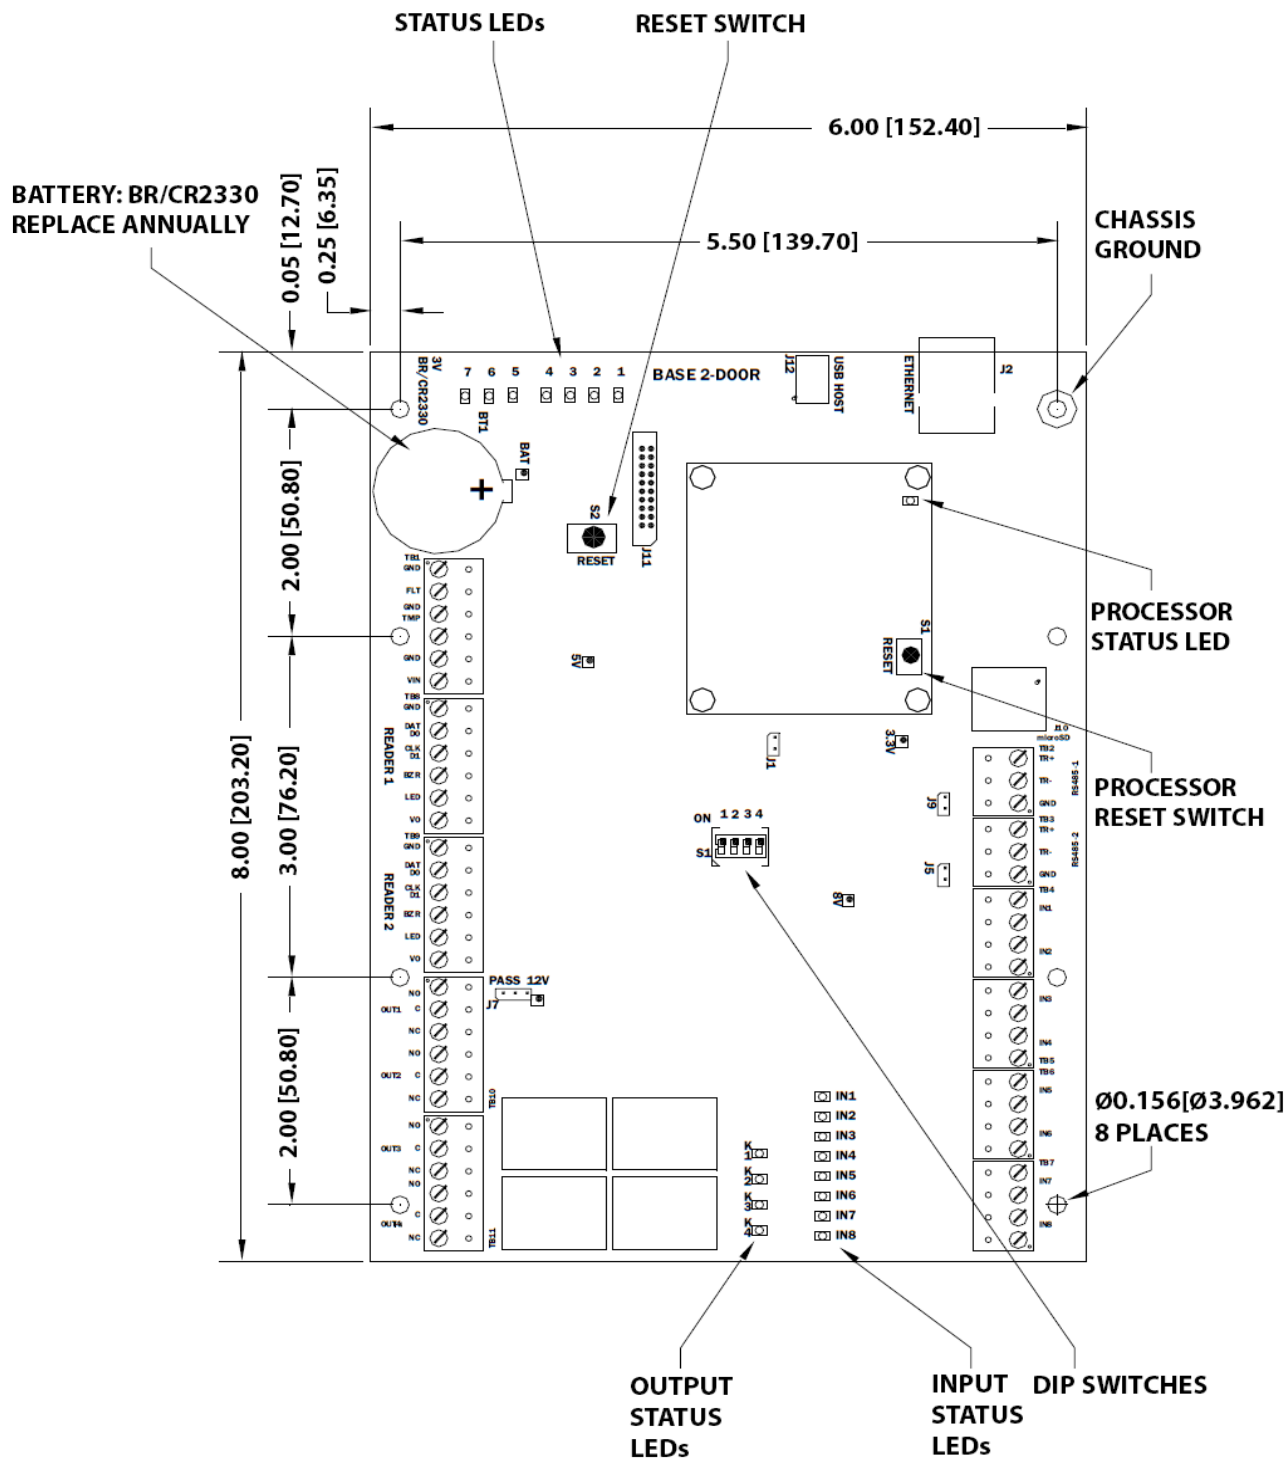 STATUS LEDs
RESET SWITCH
6.00 [152.40]
BATTERY: BR/CR2330
REPLACE ANNUALLY
0.05 [12.70]
0.25 [6.35]
5.50 [139.70]
CHASSIS
GROUND
3V
BR/CR2330
7 6 5 4 3 2 1
BASE 2-DOOR
J12
USB HOST
ETHERNET
J2
BT1
BAT
S2
RESET
J11
2.00 [50.80]
PROCESSOR
STATUS LED
S1
RESET
TB1
GND
FLT
GND
TMP
GND
VIN
5V
J10
microSD
3.3V
J1
PROCESSOR
RESET SWITCH
8.00 [203.20]
3.00 [76.20]
READER 1
TB8
GND
DAT
D0
CLK
D1
BZR
LED
VO
READER 2
TB9
GND
DAT
D0
CLK
D1
BZR
LED
VO
ON 1 2 3 4
S1
J9
J5
8V
TB2
TR+
TR-
GND
RS485-1
TB3
TR+
TR-
GND
RS485-2
TB4
IN1
IN2
IN3
IN4
TB5
TB6
IN5
IN6
TB7
IN7
IN8
PASS 12V
J7
2.00 [50.80]
NO
OUT1 C
NC
NO
OUT2 C
NC
TB10
NO
OUT3 C
NC
NO
C
OUT4
NC
TB11
K1
K2
K3
K4
IN1
IN2
IN3
IN4
IN5
IN6
IN7
IN8
Ø0.156[Ø3.962]
8 PLACES
OUTPUT
STATUS
LEDs
INPUT
STATUS
LEDs
DIP SWITCHES